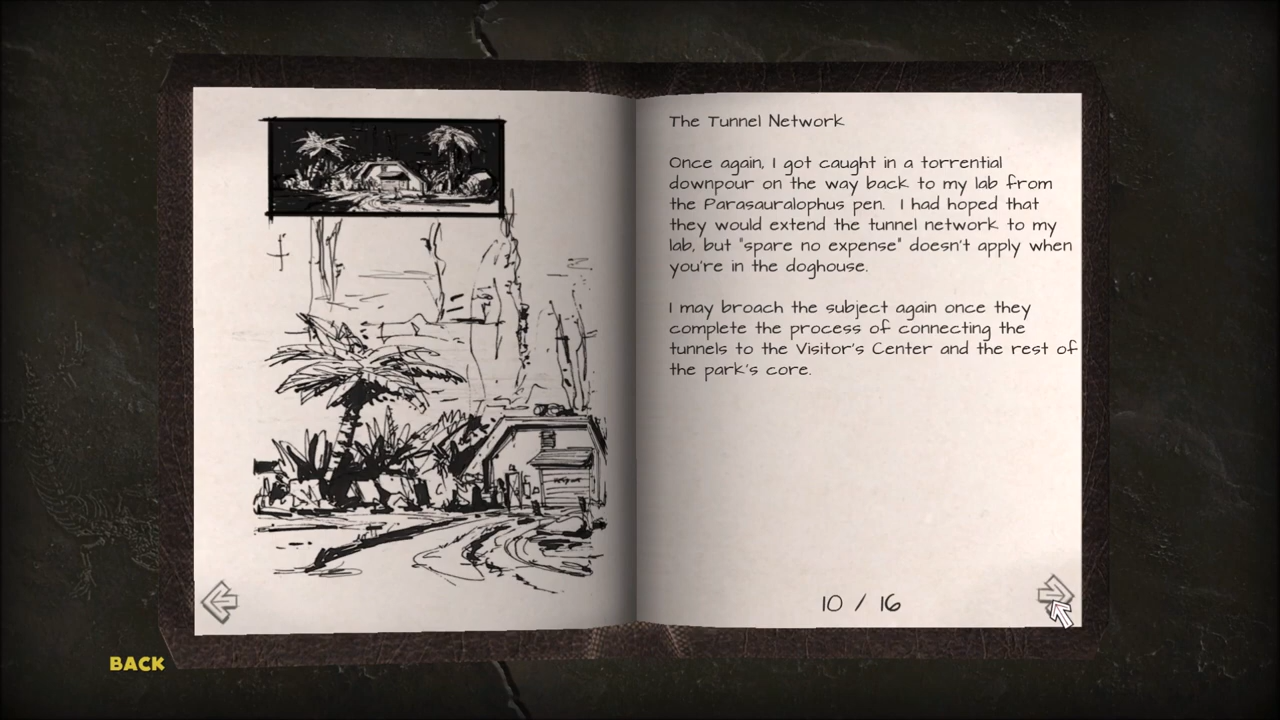 The Tunnel Network
Once again, I got caught in a torrential
downpour on the way back to my lab from
the Parasauralophus pen. I had hoped that
they would extend the tunnel network to my
lab, but "spare no expense" doesn't apply when
you're in the doghouse.
I may broach the subject again once they
complete the process of connecting the
tunnels to the Visitor's Center and the rest of
the park's core.
10 / 16
BACK